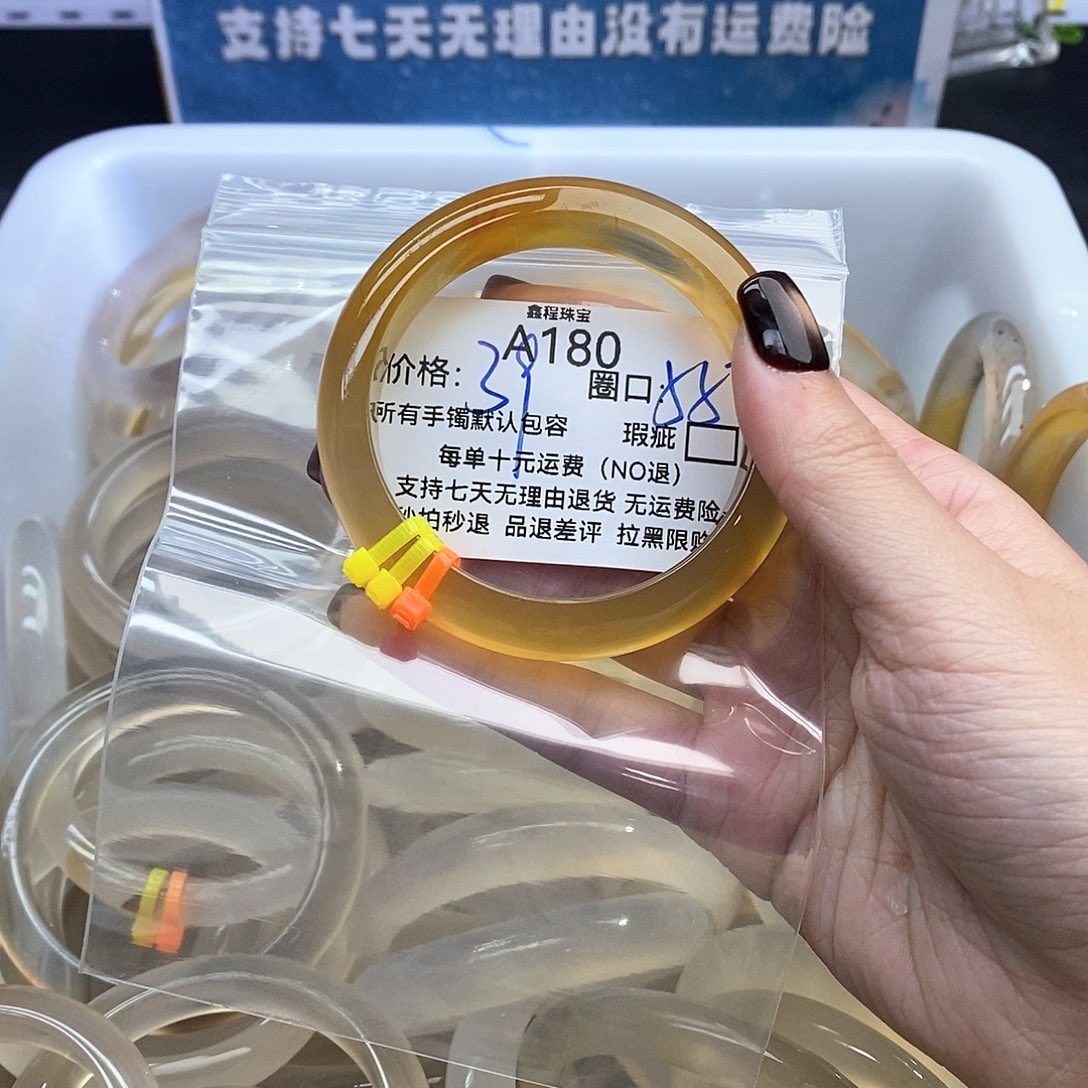 支持七天无理由没有运费险
鑫程珠宝
A180
价格：39
圈口：
所有手镯默认包容 瑕疵
每单十元运费（NO退）
支持七天无理由退货 无运费险
秒拍秒退 品退差评 拉黑限购